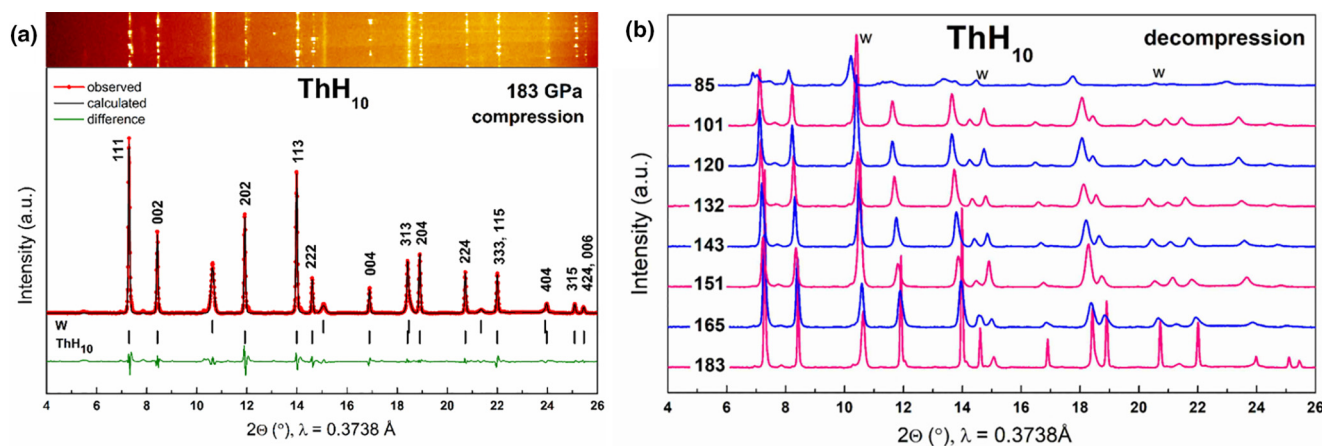 (a)
observed
calculated
difference
ThH10
183 GPa
compression
111
002
202
113
222
004
313
204
224
333, 115
404
315
424, 006
Intensity (a.u.)
W
ThH10
4 6 8 10 12 14 16 18 20 22 24 26
2Θ (°), λ = 0.3738 Å
(b)
ThH10
decompression
W
W
W
85
101
120
132
143
151
165
183
Intensity (a.u.)
4 6 8 10 12 14 16 18 20 22 24 26
2Θ (°), λ = 0.3738 Å